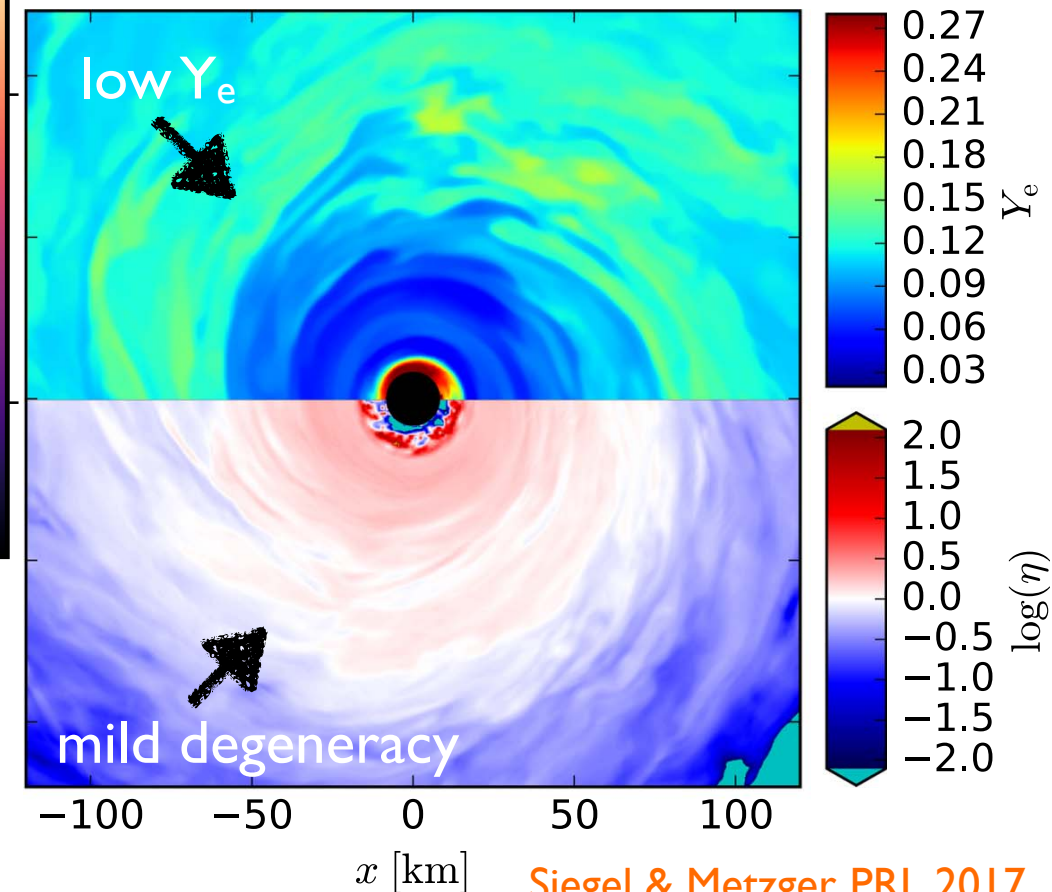 low Yₑ
mild degeneracy
0.27
0.24
0.21
0.18
0.15
0.12
0.09
0.06
0.03
Yₑ
2.0
1.5
1.0
0.5
0.0
−0.5
−1.0
−1.5
−2.0
log(η)
−100 −50 0 50 100
x [km]
Siegel & Metzger PRL 2017